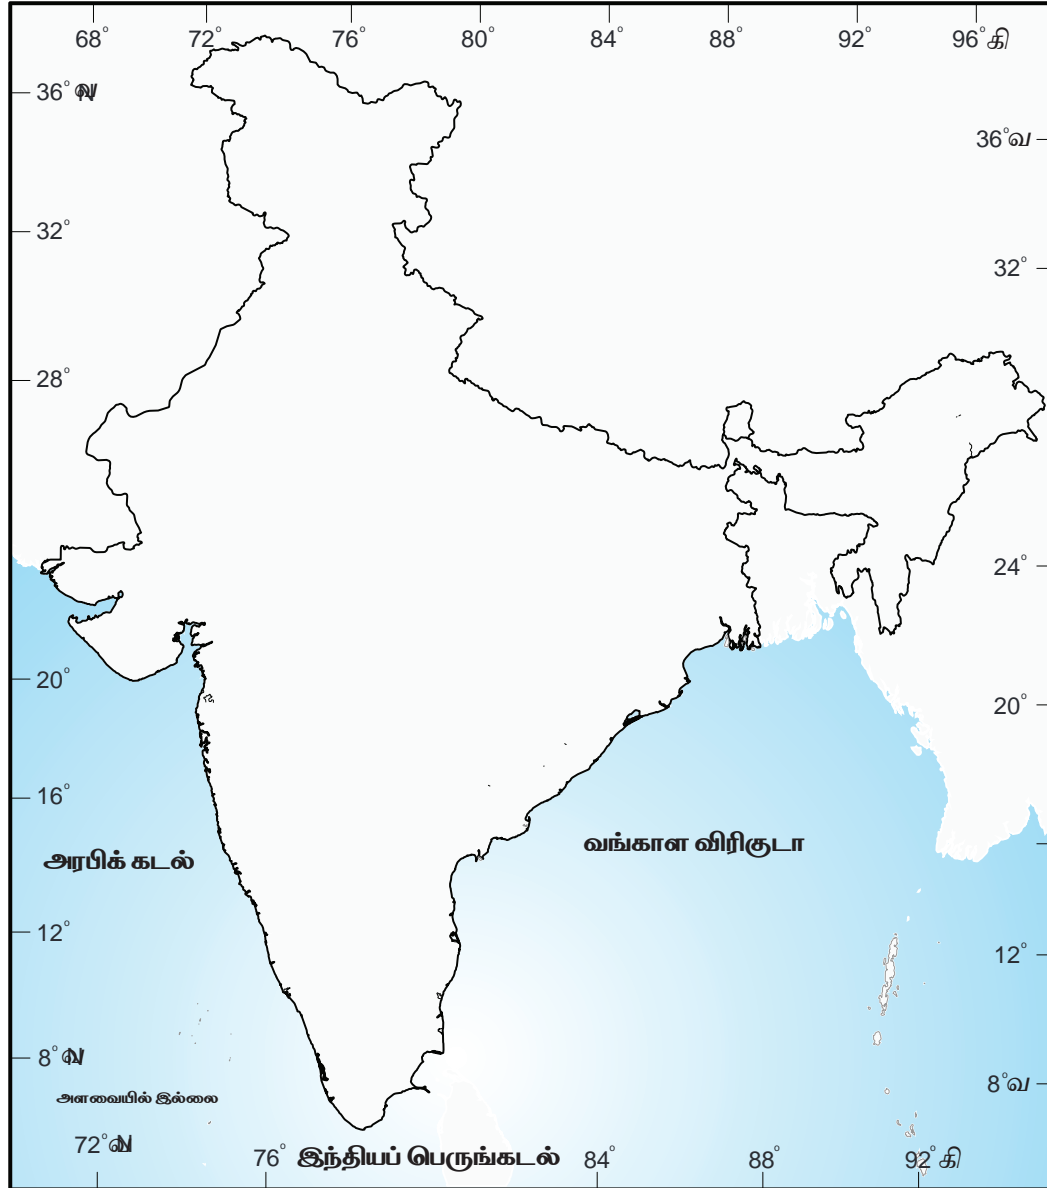 68° 72° 76° 80° 84° 88° 92° 96°கி
36°வ
36°வ
32°
32°
28°
24°
20°
20°
16°
வங்காள விரிகுடா
அரபிக் கடல்
12°
12°
8°வ
8°வ
அளவையில் இல்லை
72°வ 76° இந்தியப் பெருங்கடல் 84° 88° 92°கி